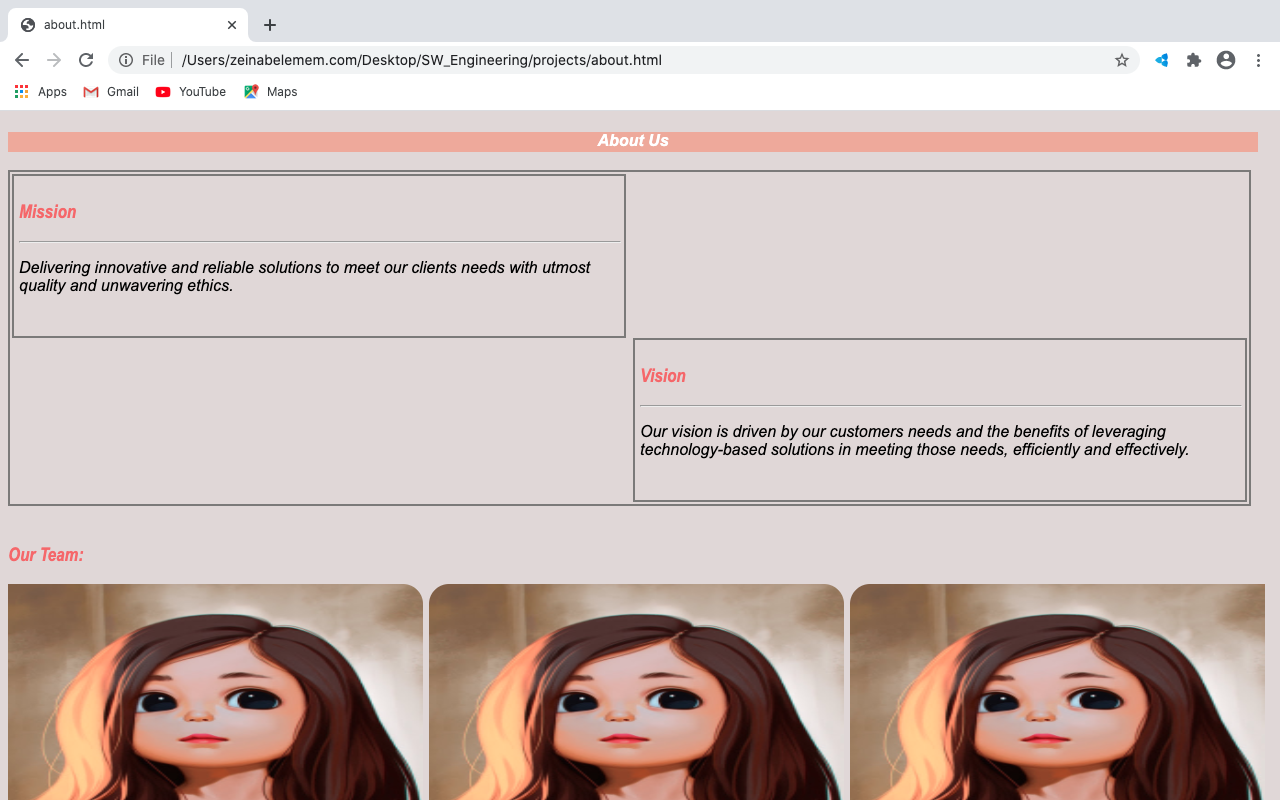 about.html
File
/Users/zeinabelemem.com/Desktop/SW_Engineering/projects/about.html
Apps
Gmail
YouTube
Maps
About Us
Mission
Delivering innovative and reliable solutions to meet our clients needs with utmost
quality and unwavering ethics.
Vision
Our vision is driven by our customers needs and the benefits of leveraging
technology-based solutions in meeting those needs, efficiently and effectively.
Our Team: